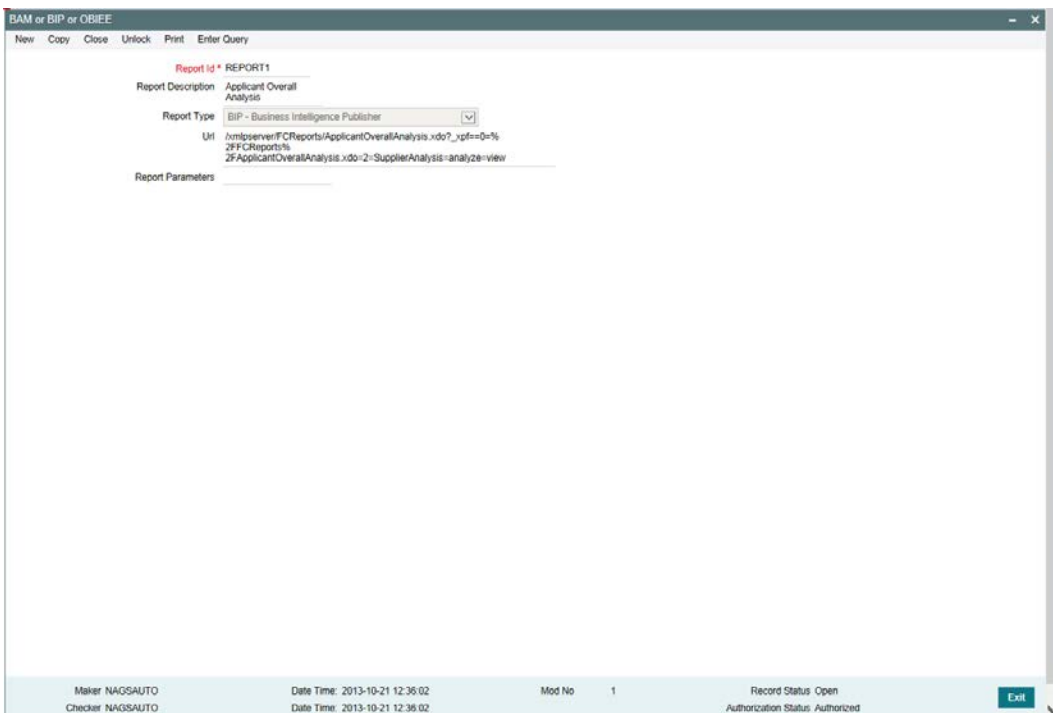 BAM or BIP or OBIEE
New Copy Close Unlock Print Enter Query
Report Id * REPORT1
Report Description Applicant Overall
Analysis
Report Type BIP - Business Intelligence Publisher
Url /xmlpserver/FCReports/ApplicantOverallAnalysis.xdo?_xpf==0=%
2FFCReports%
2FApplicantOverallAnalysis.xdo=2=SupplierAnalysis=analyze=view
Report Parameters
Maker NAGSAUTO Date Time: 2013-10-21 12:36:02 Mod No 1 Record Status Open
Exit
Checker NAGSAUTO Date Time: 2013-10-21 12:36:02 Authorization Status Authorized